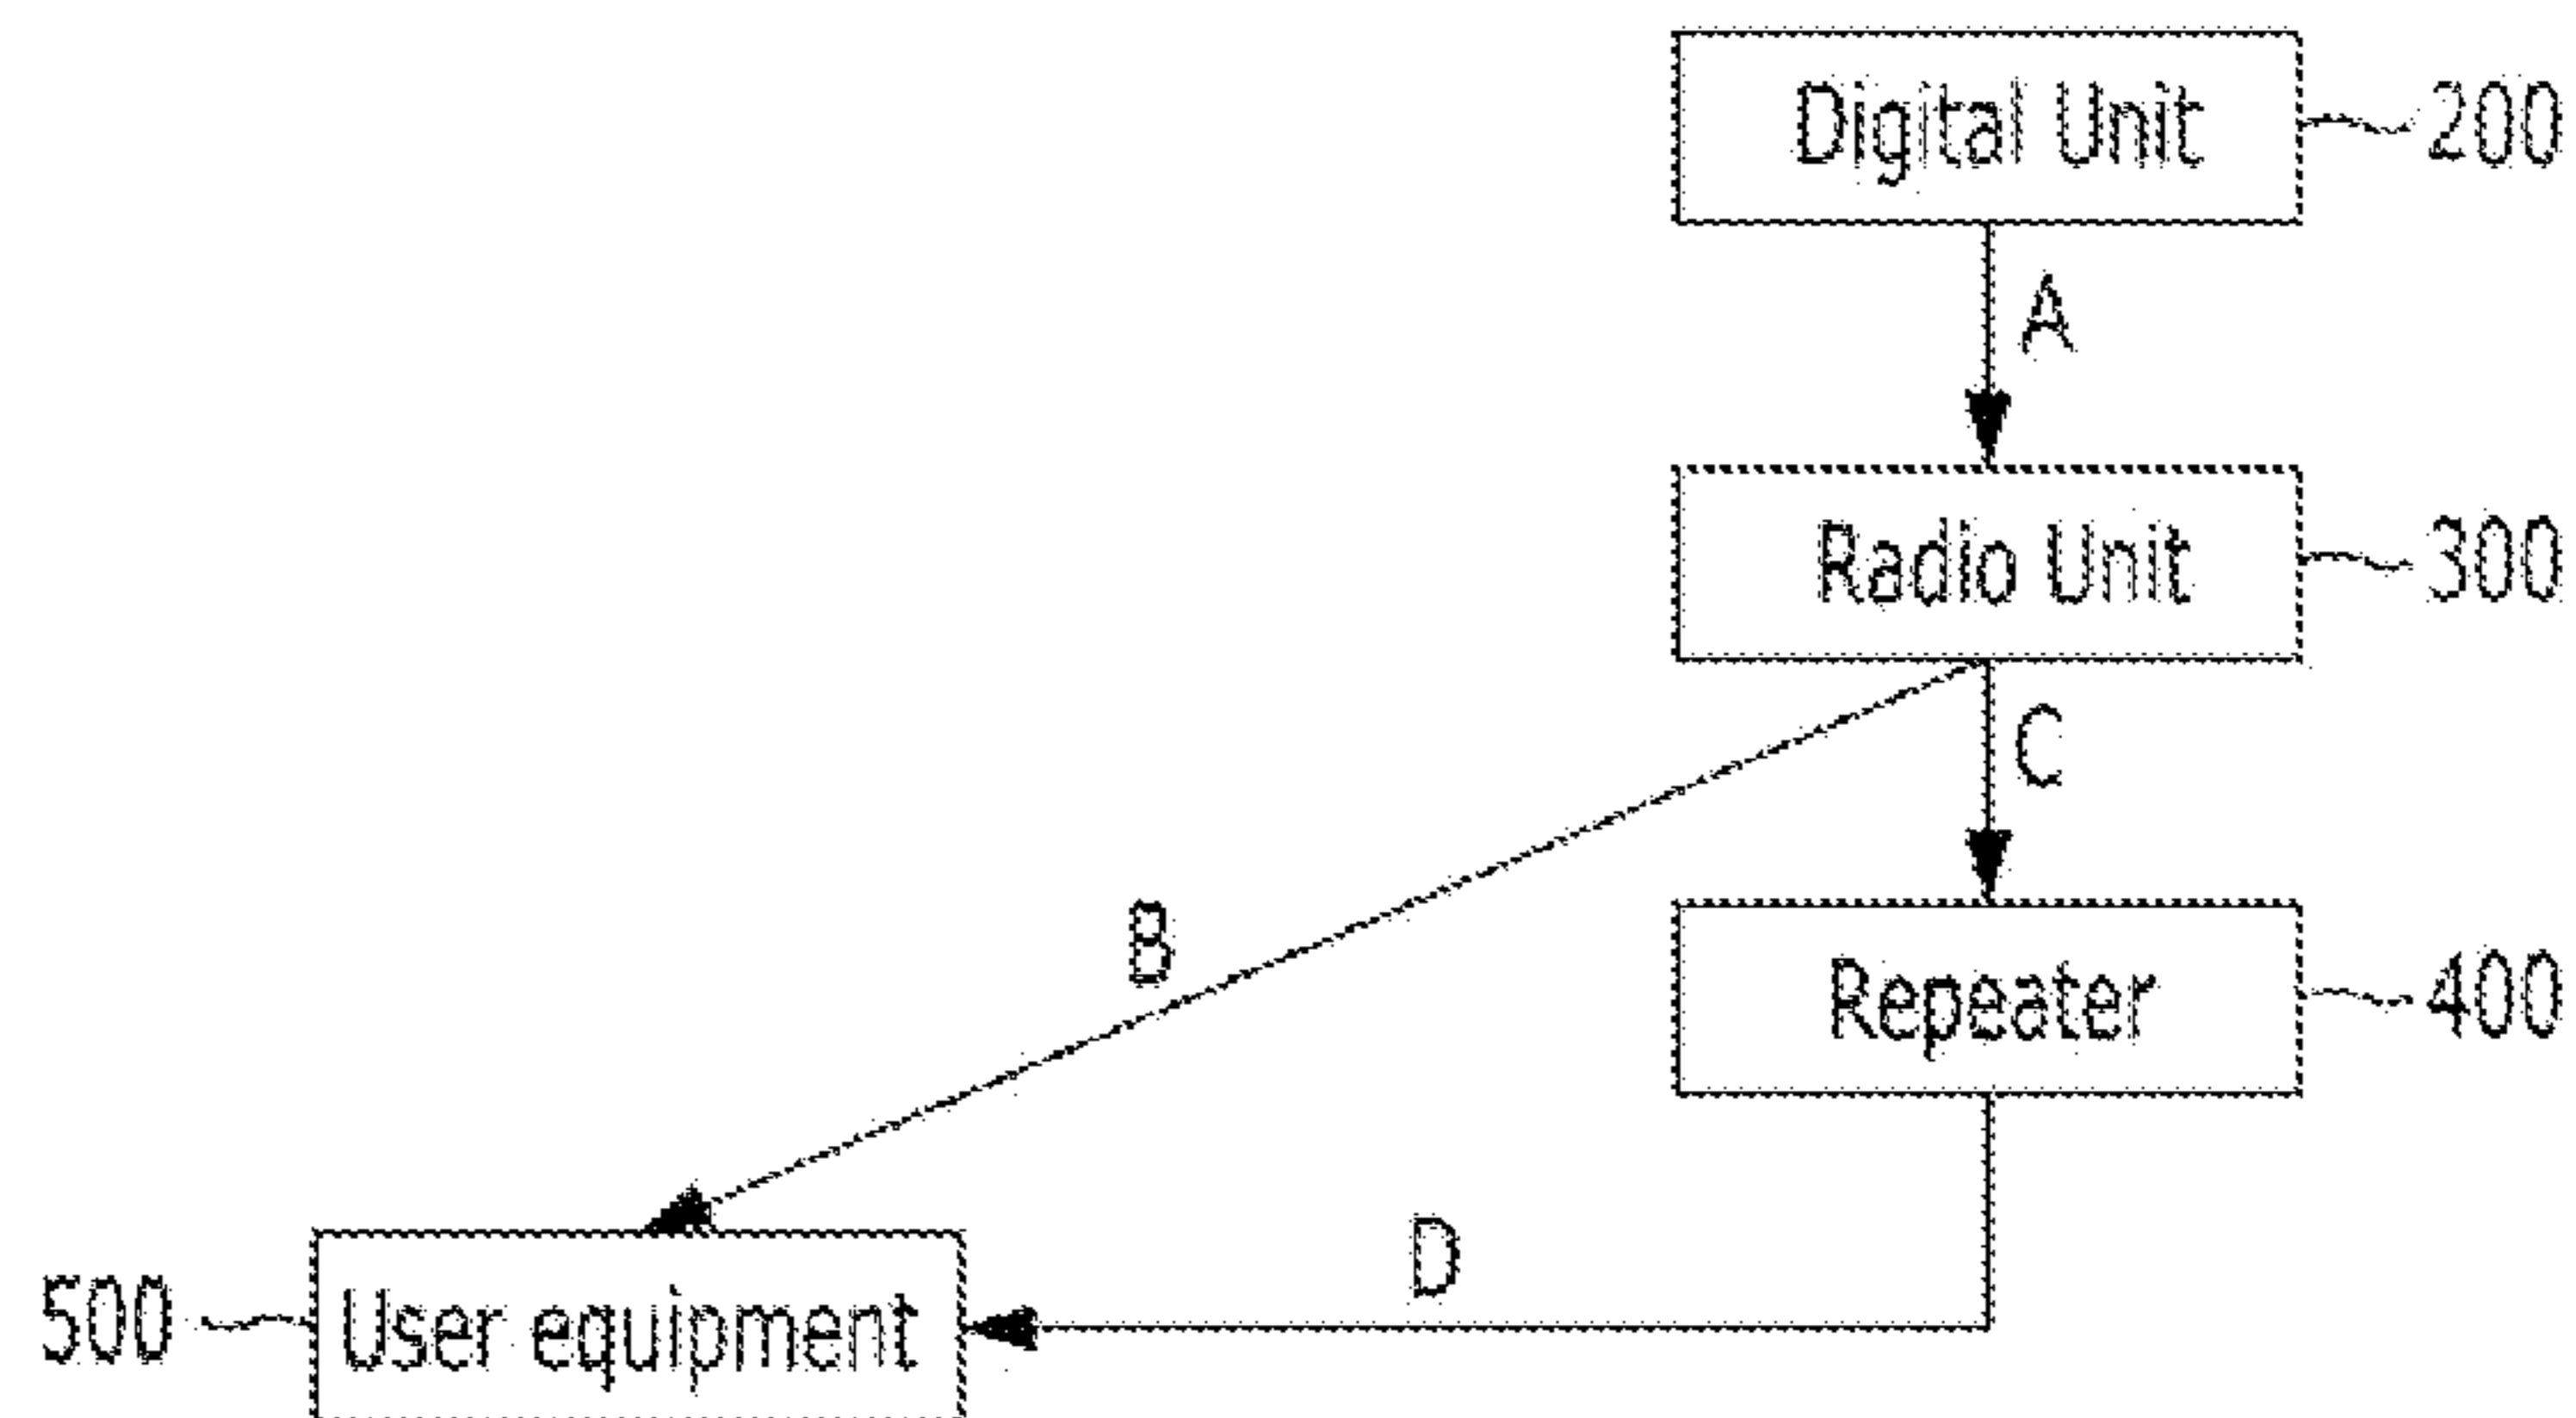 Digital Unit 200
A
Radio Unit 300
C
B
Repeater 400
D
500 User equipment